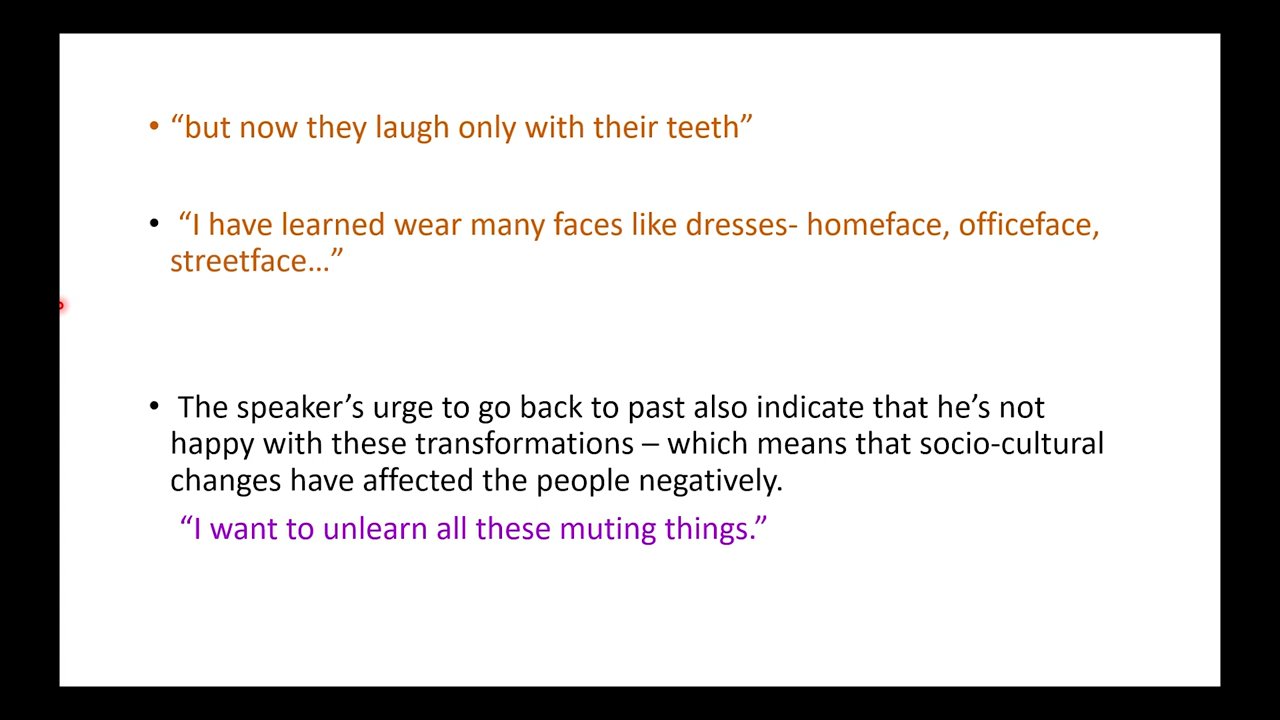 • “but now they laugh only with their teeth”
• “I have learned wear many faces like dresses- homeface, officeface,
streetface...”
• The speaker’s urge to go back to past also indicate that he’s not
happy with these transformations – which means that socio-cultural
changes have affected the people negatively.
“I want to unlearn all these muting things.”